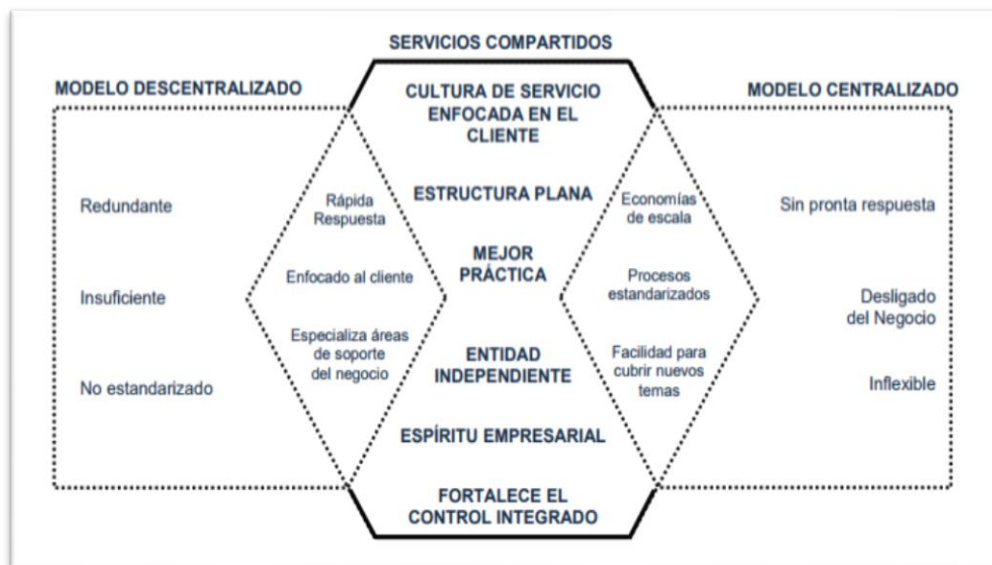 SERVICIOS COMPARTIDOS
MODELO DESCENTRALIZADO
MODELO CENTRALIZADO
CULTURA DE SERVICIO
ENFOCADA EN EL
CLIENTE
Redundante
Insuficiente
No estandarizado
Rápida
Respuesta
Enfocado al cliente
Especializa áreas
de soporte
del negocio
ESTRUCTURA PLANA
MEJOR
PRÁCTICA
ENTIDAD
INDEPENDIENTE
ESPÍRITU EMPRESARIAL
FORTALECE EL
CONTROL INTEGRADO
Economías
de escala
Procesos
estandarizados
Facilidad para
cubrir nuevos
temas
Sin pronta respuesta
Desligado
del Negocio
Inflexible